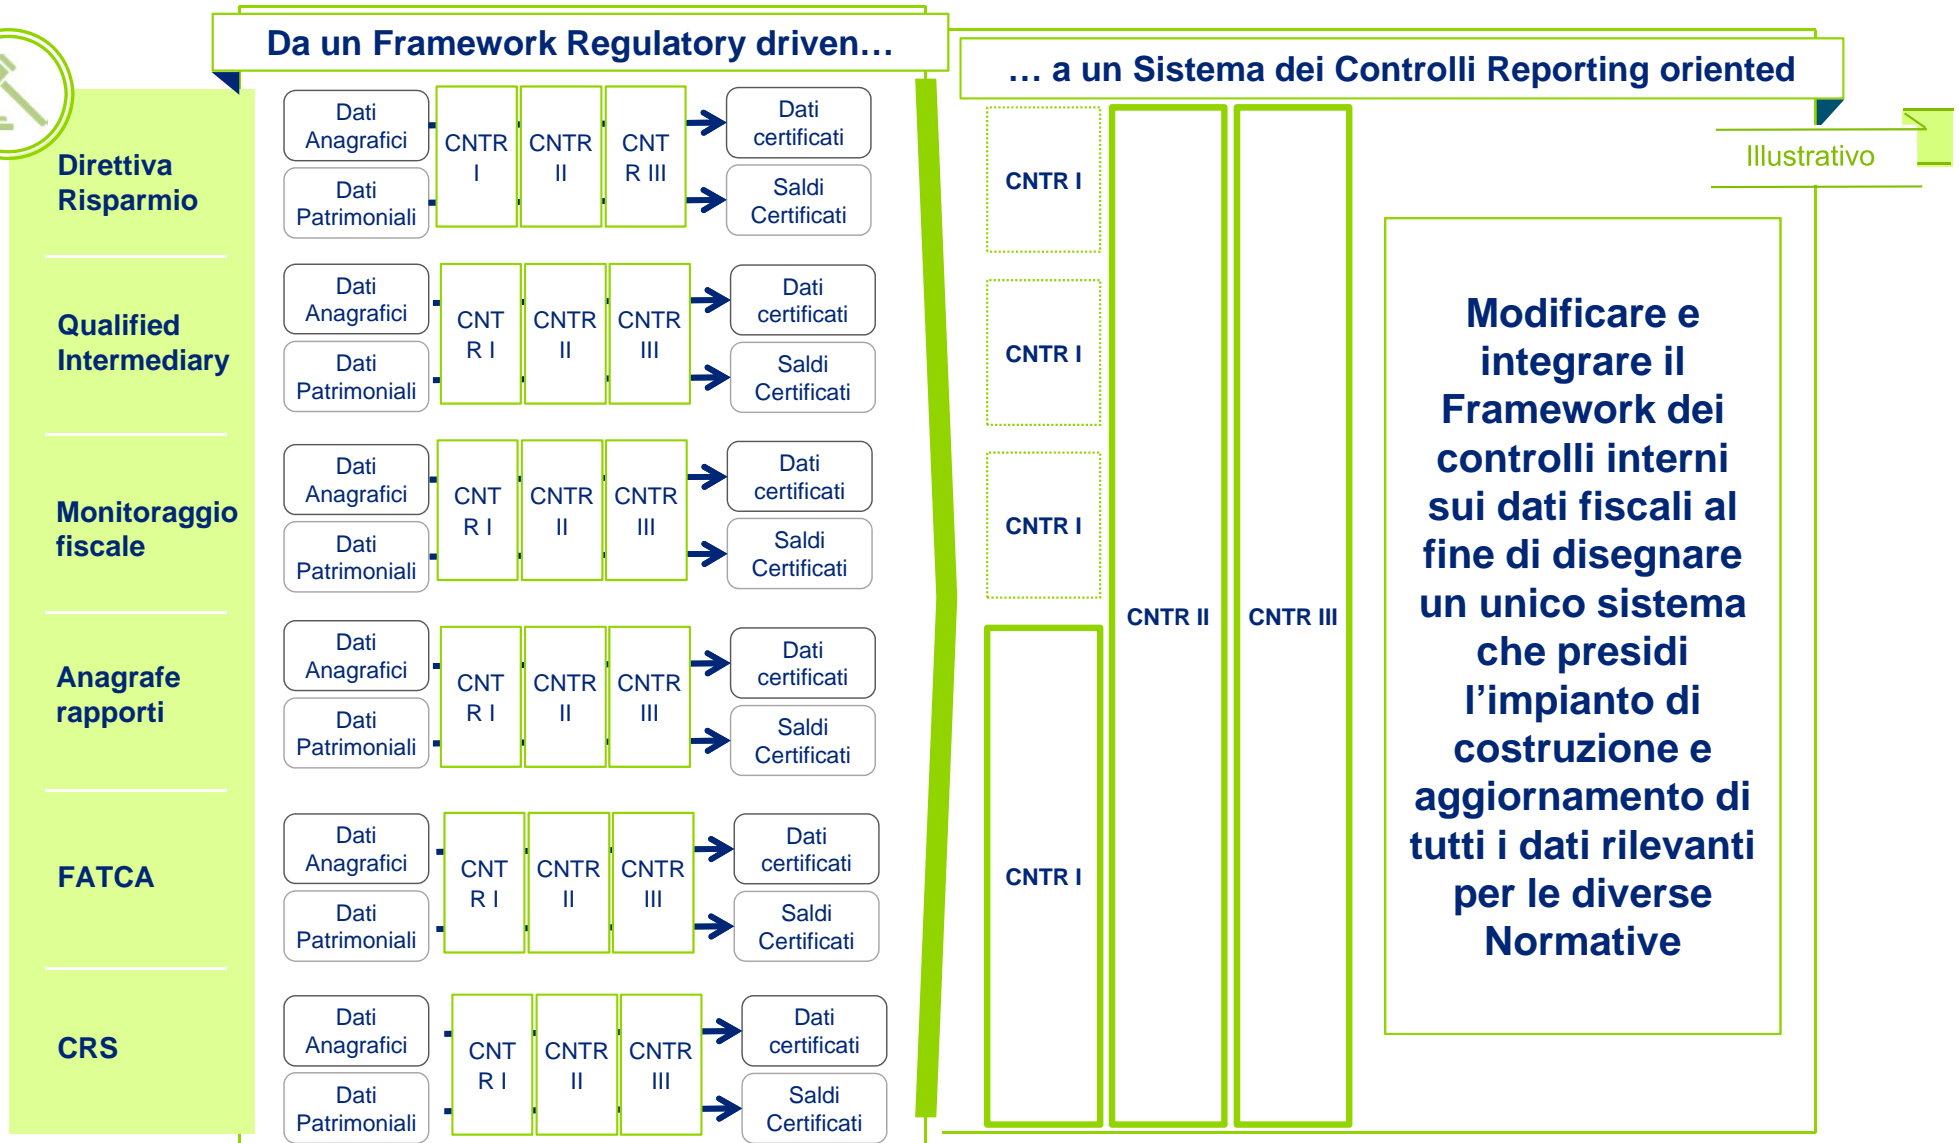 Da un Framework Regulatory driven…
… a un Sistema dei Controlli Reporting oriented
Illustrativo
Direttiva
Risparmio
Dati
Anagrafici
Dati
Patrimoniali
CNTR
I
CNTR
II
CNT
R III
Dati
certificati
Saldi
Certificati
Qualified
Intermediary
Dati
Anagrafici
Dati
Patrimoniali
CNT
R I
CNTR
II
CNTR
III
Dati
certificati
Saldi
Certificati
Monitoraggio
fiscale
Dati
Anagrafici
Dati
Patrimoniali
CNT
R I
CNTR
II
CNTR
III
Dati
certificati
Saldi
Certificati
Anagrafe
rapporti
Dati
Anagrafici
Dati
Patrimoniali
CNT
R I
CNTR
II
CNTR
III
Dati
certificati
Saldi
Certificati
FATCA
Dati
Anagrafici
Dati
Patrimoniali
CNT
R I
CNTR
II
CNTR
III
Dati
certificati
Saldi
Certificati
CRS
Dati
Anagrafici
Dati
Patrimoniali
CNT
R I
CNTR
II
CNTR
III
Dati
certificati
Saldi
Certificati
CNTR I
CNTR I
CNTR I
CNTR I
CNTR II
CNTR III
Modificare e
integrare il
Framework dei
controlli interni
sui dati fiscali al
fine di disegnare
un unico sistema
che presidi
l’impianto di
costruzione e
aggiornamento di
tutti i dati rilevanti
per le diverse
Normative